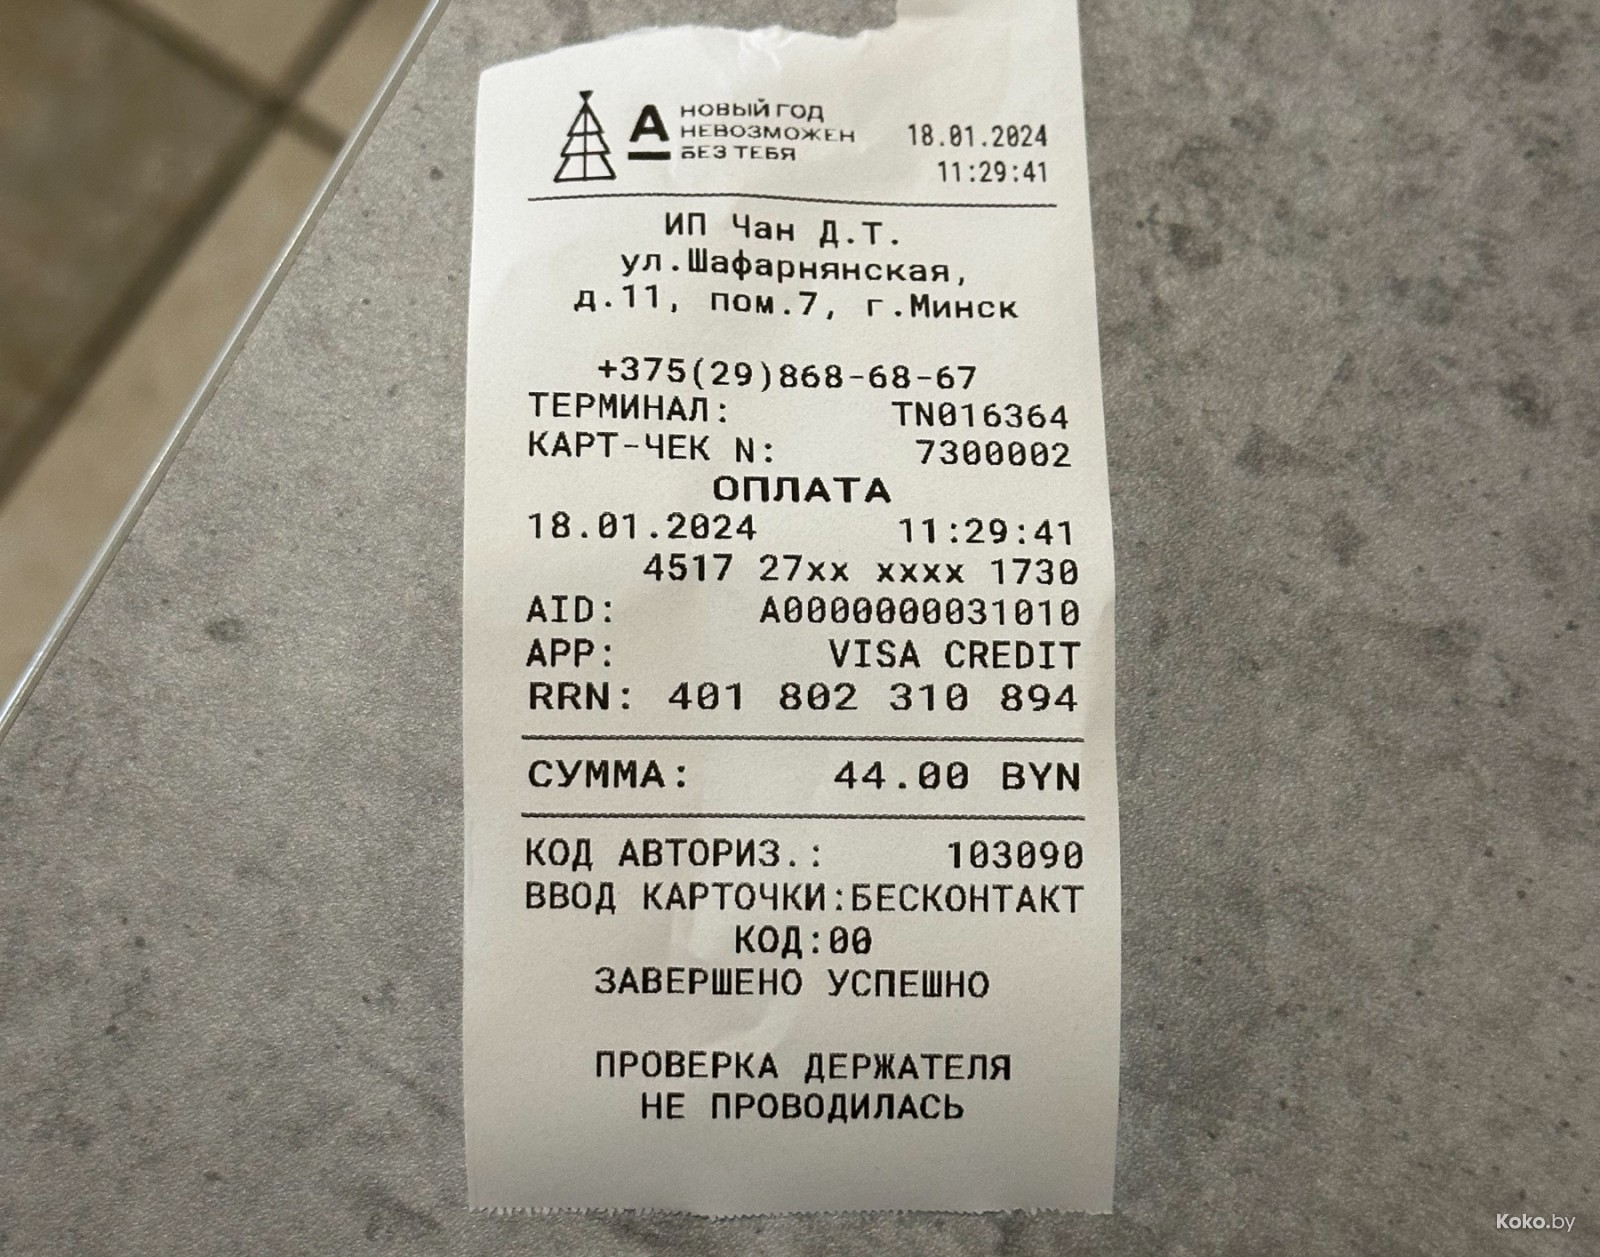 А НОВЫЙ ГОД
НЕВОЗМОЖЕН
БЕЗ ТЕБЯ
18.01.2024
11:29:41
ИП Чан Д.Т.
ул.Шафарнянская,
д.11, пом.7, г.Минск
+375(29)868-68-67
ТЕРМИНАЛ: TN016364
КАРТ-ЧЕК N: 7300002
ОПЛАТА
18.01.2024 11:29:41
4517 27xx xxxx 1730
AID: A0000000031010
APP: VISA CREDIT
RRN: 401 802 310 894
СУММА: 44.00 BYN
КОД АВТОРИЗ.: 103090
ВВОД КАРТОЧКИ:БЕСКОНТАКТ
КОД:00
ЗАВЕРШЕНО УСПЕШНО
ПРОВЕРКА ДЕРЖАТЕЛЯ
НЕ ПРОВОДИЛАСЬ
Koko.by